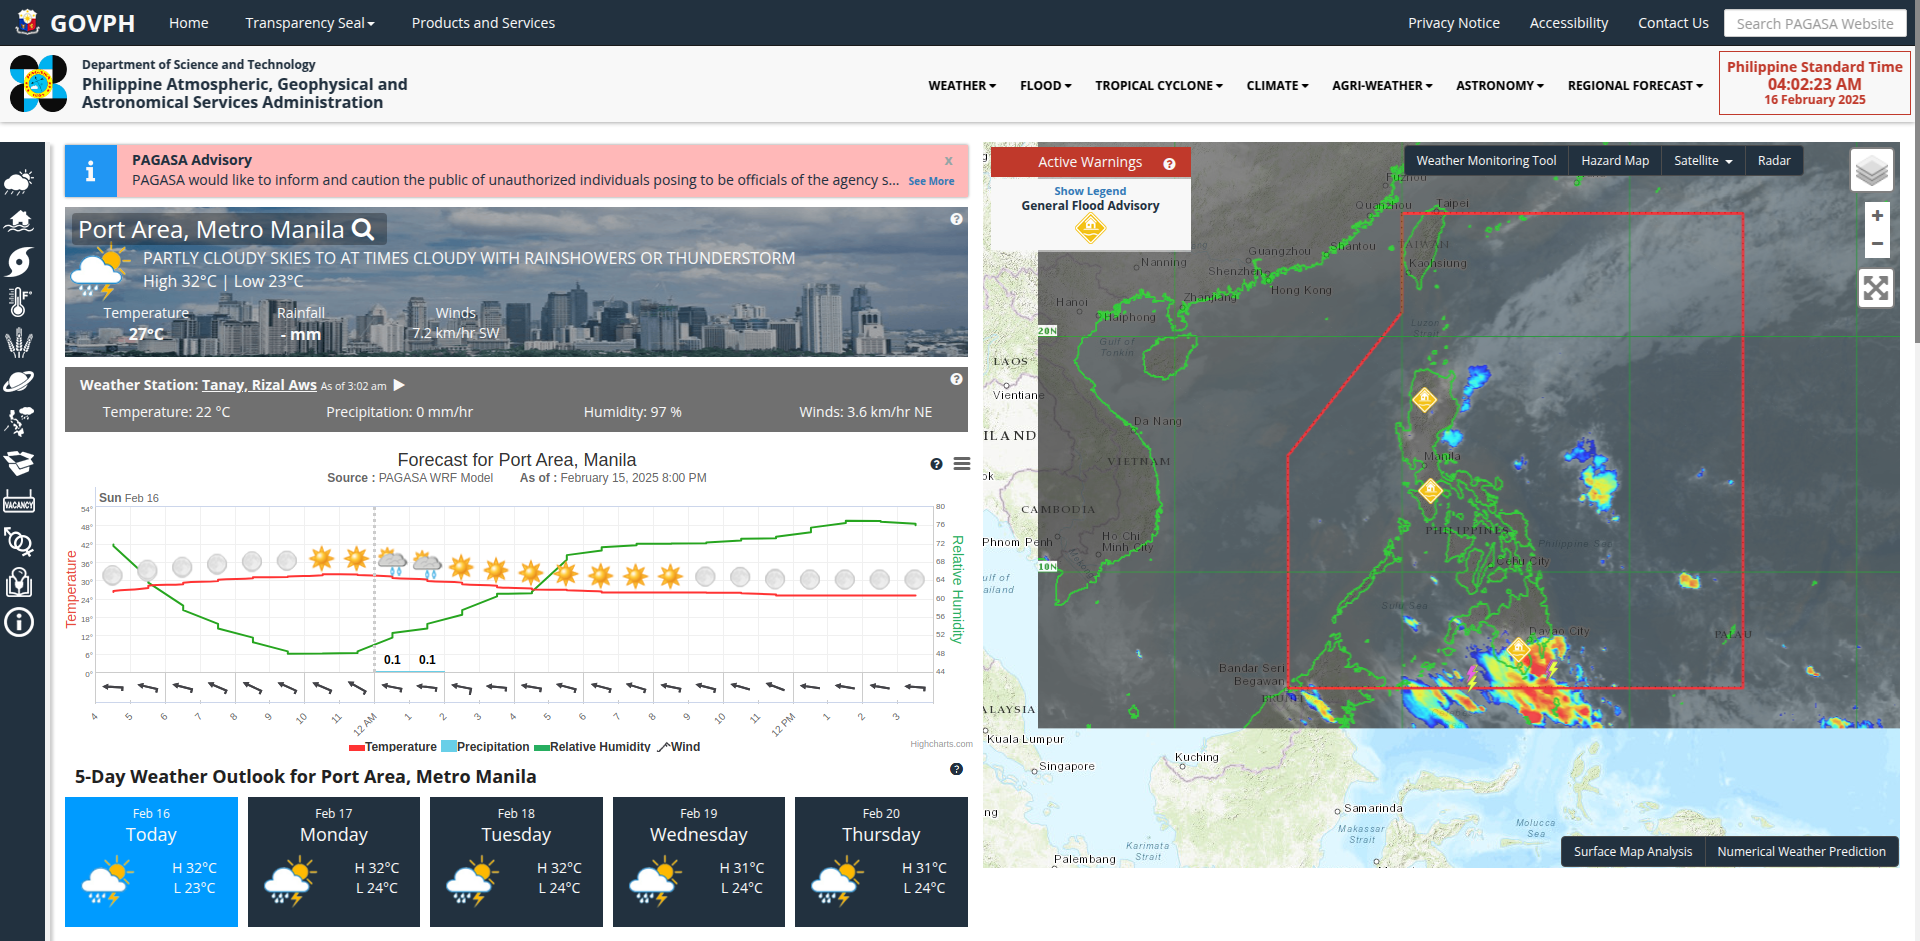 GOVPH
Home
Transparency Seal
Products and Services
Privacy Notice
Accessibility
Contact Us
Search PAGASA Website
Department of Science and Technology
Philippine Atmospheric, Geophysical and
Astronomical Services Administration
WEATHER
FLOOD
TROPICAL CYCLONE
CLIMATE
AGRI-WEATHER
ASTRONOMY
REGIONAL FORECAST
Philippine Standard Time
04:02:23 AM
16 February 2025
VACANCY
PAGASA Advisory
x
PAGASA would like to inform and caution the public of unauthorized individuals posing to be officials of the agency s... See More
Port Area, Metro Manila
PARTLY CLOUDY SKIES TO AT TIMES CLOUDY WITH RAINSHOWERS OR THUNDERSTORM
High 32°C | Low 23°C
Temperature
27°C
Rainfall
- mm
Winds
7.2 km/hr SW
Weather Station: Tanay, Rizal Aws As of 3:02 am
Temperature: 22 °C
Precipitation: 0 mm/hr
Humidity: 97 %
Winds: 3.6 km/hr NE
Forecast for Port Area, Manila
Source : PAGASA WRF Model As of : February 15, 2025 8:00 PM
Sun Feb 16
Temperature
54°
48°
42°
36°
30°
24°
18°
12°
6°
0°
80
76
72
68
64
60
56
52
48
44
Relative Humidity
0.1
0.1
4
5
6
7
8
9
10
11
12 AM
1
2
3
4
5
6
7
8
9
10
11
12 PM
1
2
3
Temperature
Precipitation
Relative Humidity
Wind
Highcharts.com
5-Day Weather Outlook for Port Area, Metro Manila
Feb 16
Today
H 32°C
L 23°C
Feb 17
Monday
H 32°C
L 24°C
Feb 18
Tuesday
H 32°C
L 24°C
Feb 19
Wednesday
H 31°C
L 24°C
Feb 20
Thursday
H 31°C
L 24°C
Active Warnings
Show Legend
General Flood Advisory
Weather Monitoring Tool
Hazard Map
Satellite
Radar
+
−
Fuzhou
Quanzhou
Taipei
Shantou
TAIWAN
Guangzhou
Nanning
Shenzhen
Kaohsiung
Hong Kong
Zhanjiang
Hanoi
Haiphong
20N
Luzon
Strait
Gulf of
Tonkin
LAOS
Vientiane
Da Nang
ILAND
Manila
VIETNAM
ok
CAMBODIA
PHILIPPINES
Phnom Penh
Ho Chi
Minh City
Philippine Sea
Cebu City
10N
ulf of
ailand
Sulu Sea
Davao City
PALAU
Bandar Seri
Begawan
BRUNEI
ALAYSIA
Kuala Lumpur
Kuching
Singapore
ng
Samarinda
Makassar
Strait
Molucca
Sea
Karimata
Strait
Palembang
Surface Map Analysis
Numerical Weather Prediction